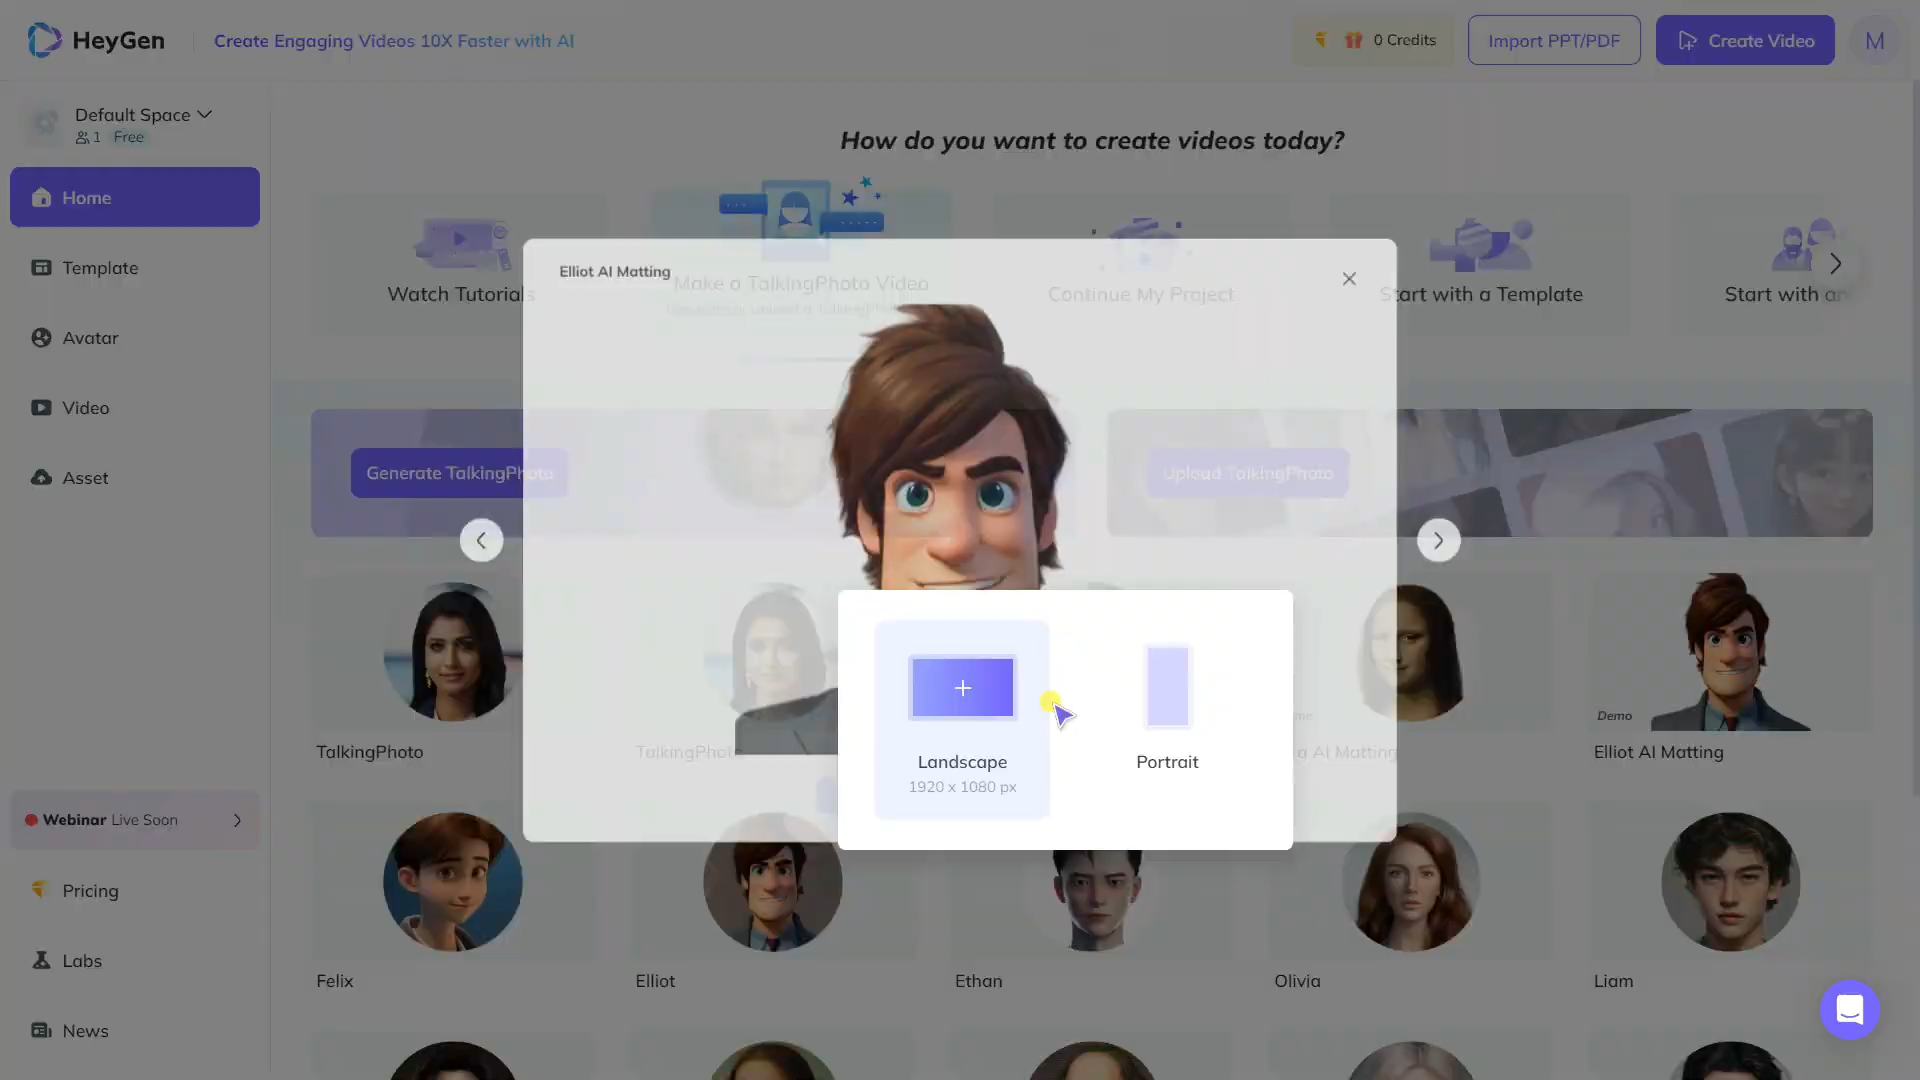 HeyGen
Create Engaging Videos 10X Faster with AI
0 Credits
Import PPT/PDF
Create Video
M
Default Space
1 Free
Home
Template
Avatar
Video
Asset
Webinar Live Soon
Pricing
Labs
News
How do you want to create videos today?
Watch Tutorials
Make a TalkingPhoto Video
Continue My Project
Start with a Template
Start with an
Elliot AI Matting
Generate TalkingPhoto
Upload TalkingPhoto
Landscape
1920 x 1080 px
Portrait
Demo
TalkingPhoto
TalkingPhoto
a AI Matting
Elliot AI Matting
Felix
Elliot
Ethan
Olivia
Liam